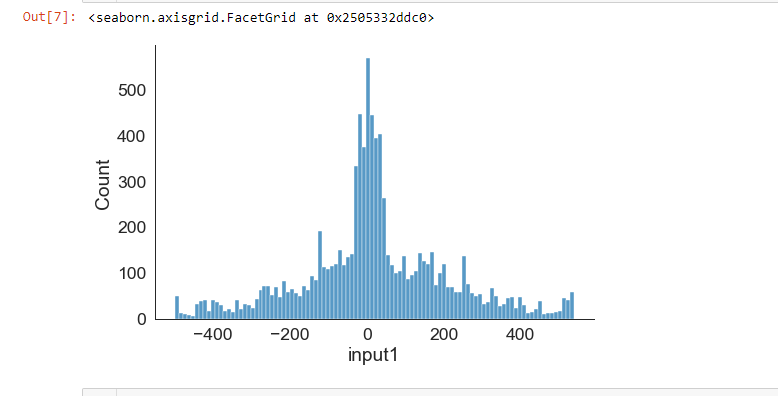 Out[7]: <seaborn.axisgrid.FacetGrid at 0x2505332ddc0>
500
400
300
200
100
0
Count
−400 −200 0 200 400
input1